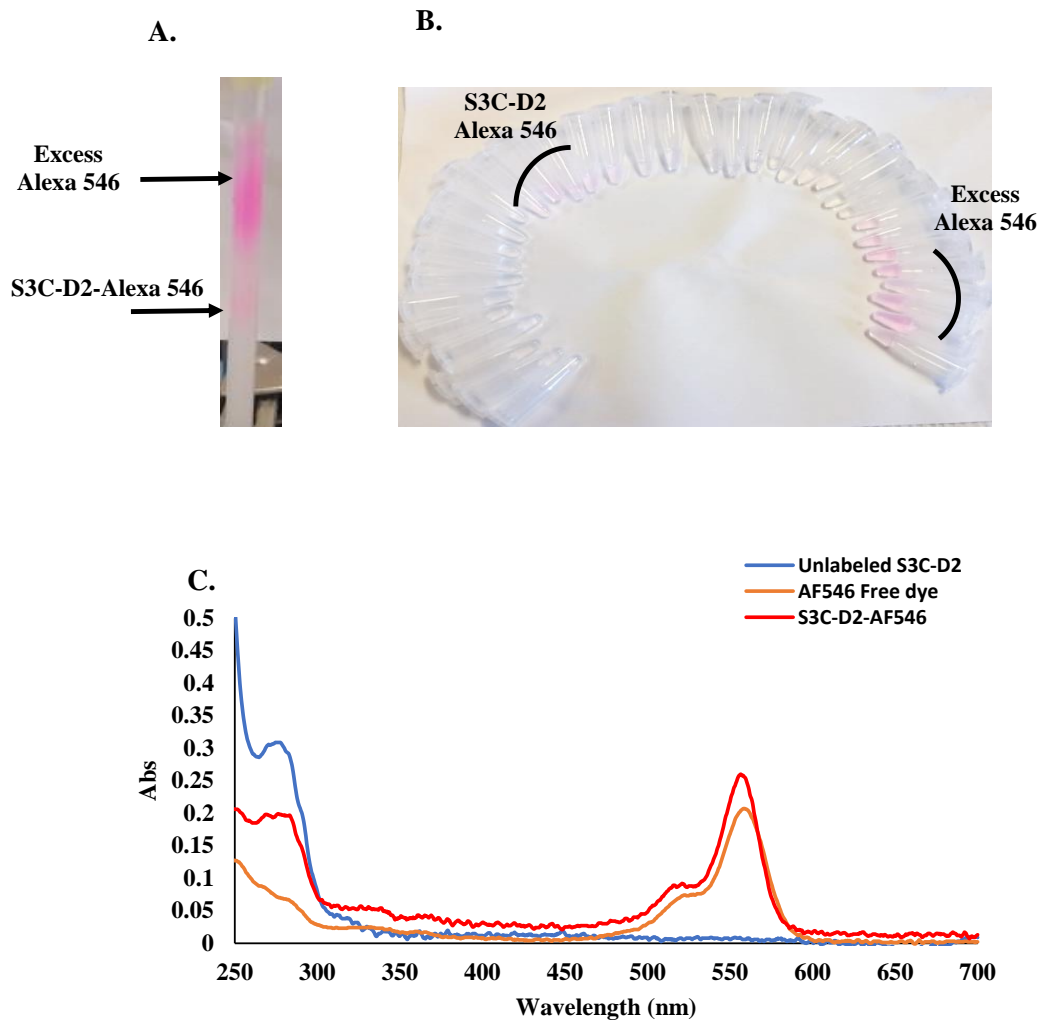 A.
B.
Excess
Alexa 546
S3C-D2-Alexa 546
S3C-D2
Alexa 546
Excess
Alexa 546
C.
Unlabeled S3C-D2
AF546 Free dye
S3C-D2-AF546
0.5
0.45
0.4
0.35
0.3
0.25
0.2
0.15
0.1
0.05
0
Abs
250 300 350 400 450 500 550 600 650 700
Wavelength (nm)